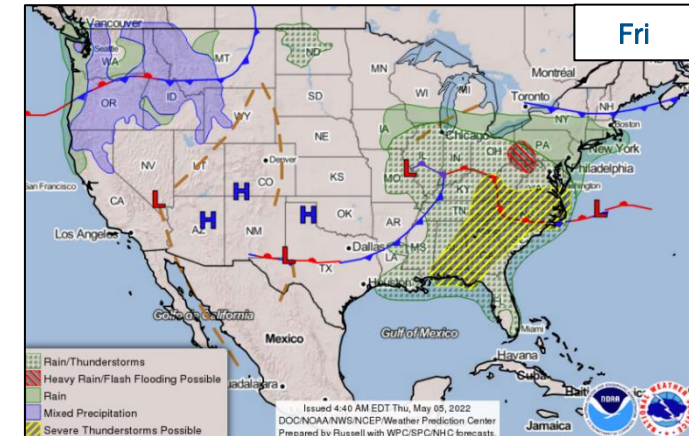 Fri
Vancouver
Seattle
WA
MT
ND
MN
Montréal
OR
ID
SD
WI
MI
Toronto
NH
WY
IA
NY
Boston
NE
Chicago
PA
New York
NV
UT
Denver
IN
OH
Philadelphia
San Francisco
CO
KS
MO
KY
Washington
CA
L
H
L
L
Los Angeles
AZ
H
NM
H
OK
AR
TN
L
Dallas
MS
LA
TX
Golfo de California
Mexico
Gulf of Mexico
Miami
Havana
Cuba
Jamaica
Rain/Thunderstorms
Heavy Rain/Flash Flooding Possible
Rain
Mixed Precipitation
Severe Thunderstorms Possible
Issued 4:40 AM EDT Thu, May 05, 2022
DOC/NOAA/NWS/NCEP/Weather Prediction Center
Prepared by Russell with WPC/SPC/NHC forecasts.
NOAA